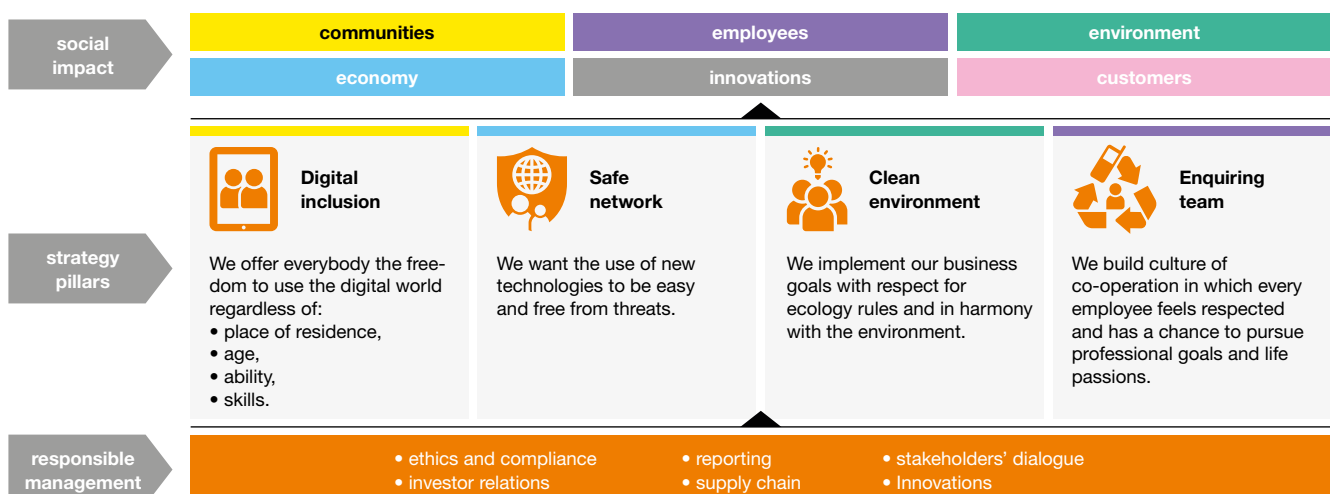 social
impact
communities
employees
environment
economy
innovations
customers
strategy
pillars
Digital
inclusion
We offer everybody the free-
dom to use the digital world
regardless of:
• place of residence,
• age,
• ability,
• skills.
Safe
network
We want the use of new
technologies to be easy
and free from threats.
Clean
environment
We implement our business
goals with respect for
ecology rules and in harmony
with the environment.
Enquiring
team
We build culture of
co-operation in which every
employee feels respected
and has a chance to pursue
professional goals and life
passions.
responsible
management
• ethics and compliance
• investor relations
• reporting
• supply chain
• stakeholders’ dialogue
• Innovations